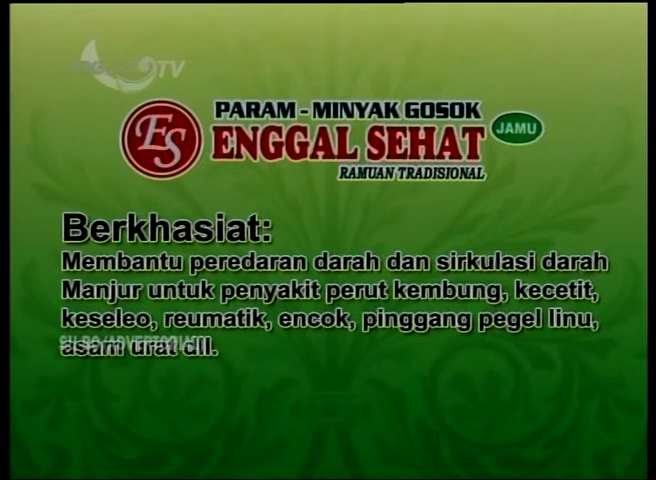 TV
ES
PARAM - MINYAK GOSOK
ENGGAL SEHAT
JAMU
RAMUAN TRADISIONAL
Berkhasiat:
Membantu peredaran darah dan sirkulasi darah
Manjur untuk penyakit perut kembung, kecetit,
keseleo, reumatik, encok, pinggang pegel linu,
asam urat dll.